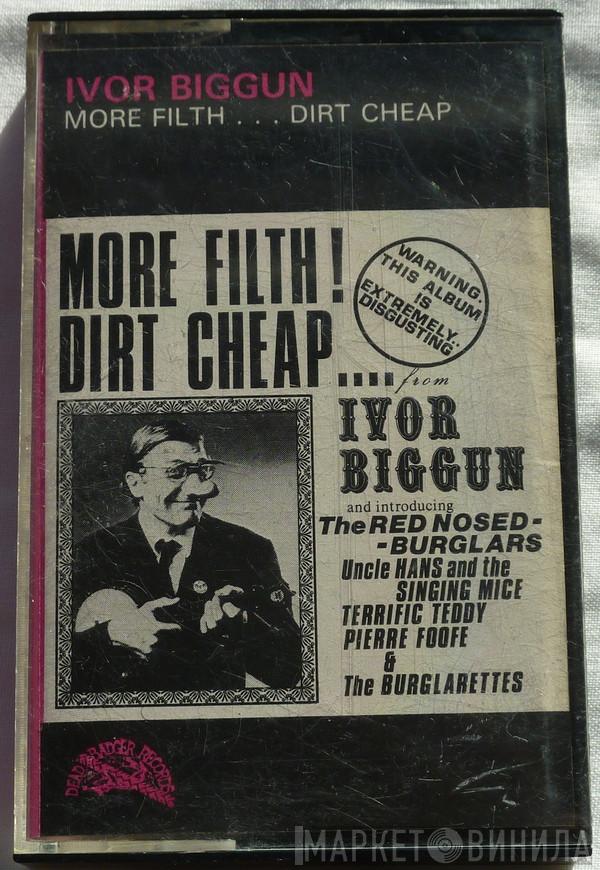 IVOR BIGGUN
MORE FILTH . . . DIRT CHEAP
MORE FILTH!
DIRT CHEAP....
from
WARNING.
THIS ALBUM
IS
EXTREMELY..
DISGUSTING
IVOR
BIGGUN
and introducing
The RED NOSED-
-BURGLARS
Uncle HANS and the
SINGING MICE
TERRIFIC TEDDY
PIERRE FOOFE
&
The BURGLARETTES
DEAD BADGER RECORDS
МАРКЕТ ВИНИЛА